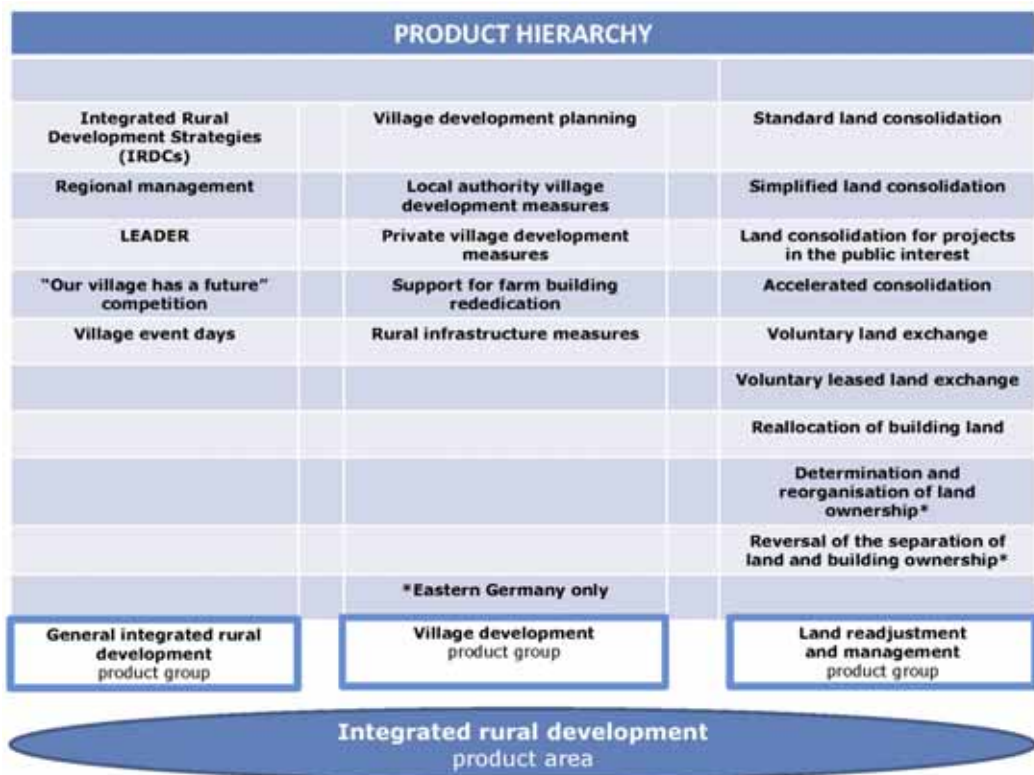 PRODUCT HIERARCHY
Integrated Rural
Development Strategies
(IRDCs)
Village development planning
Standard land consolidation
Regional management
Local authority village
development measures
Simplified land consolidation
LEADER
Private village development
measures
Land consolidation for projects
in the public interest
"Our village has a future"
competition
Support for farm building
rededication
Accelerated consolidation
Village event days
Rural infrastructure measures
Voluntary land exchange
Voluntary leased land exchange
Reallocation of building land
Determination and
reorganisation of land
ownership*
Reversal of the separation of
land and building ownership*
*Eastern Germany only
General integrated rural
development
product group
Village development
product group
Land readjustment
and management
product group
Integrated rural development
product area